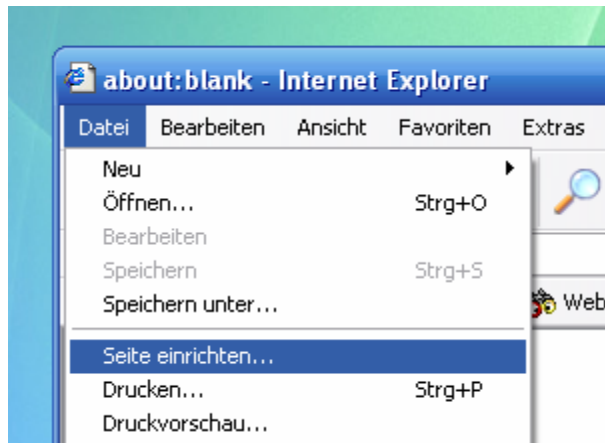 about:blank - Internet Explorer
Datei Bearbeiten Ansicht Favoriten Extras
Neu
Öffnen... Strg+O
Bearbeiten
Speichern Strg+S
Speichern unter...
Web
Seite einrichten...
Drucken... Strg+P
Druckvorschau...